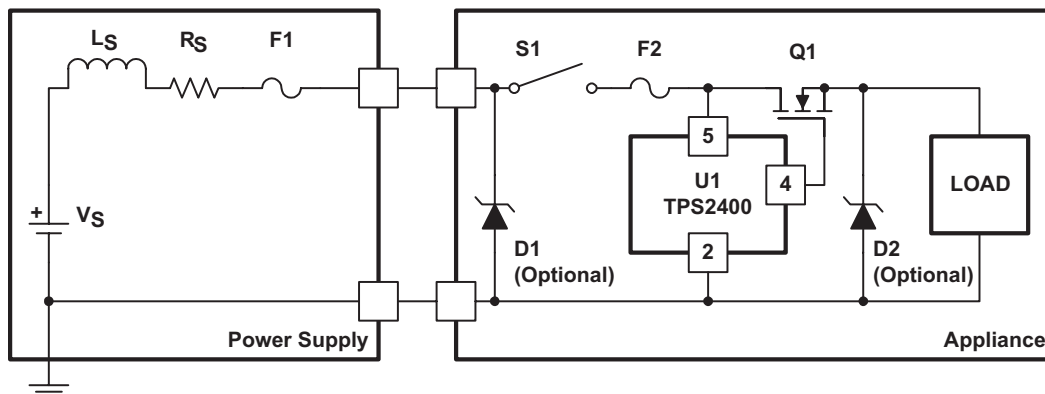 LS
RS
F1
S1
F2
Q1
5
U1
TPS2400
4
LOAD
+
VS
D1
(Optional)
2
D2
(Optional)
Power Supply
Appliance